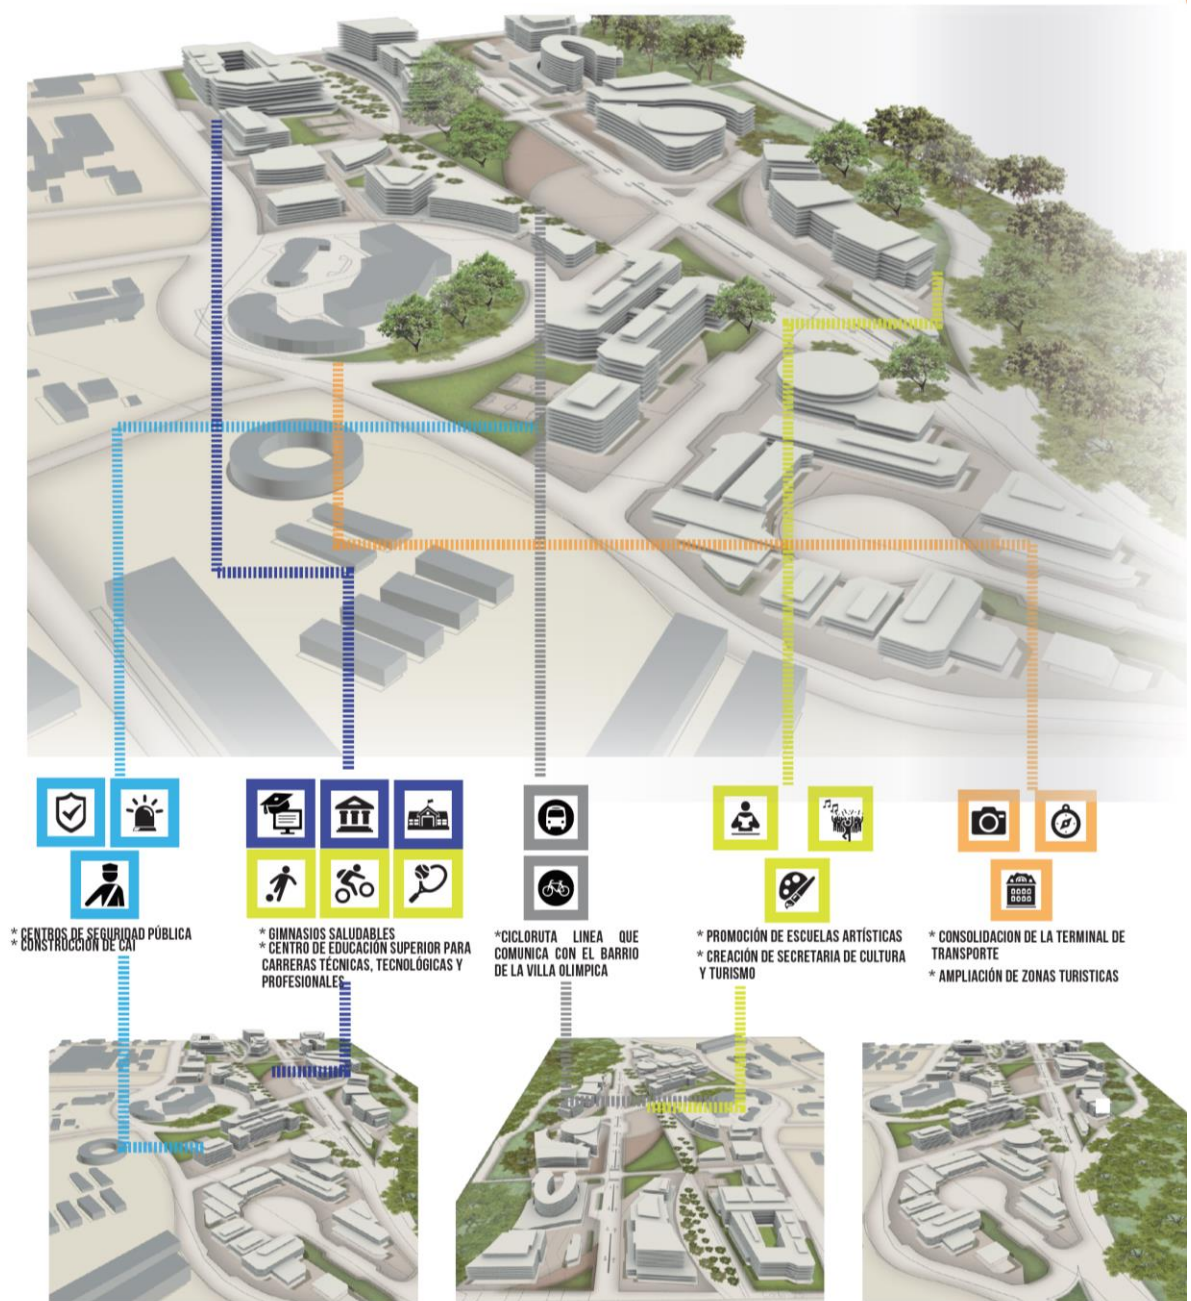 * CENTROS DE SEGURIDAD PÚBLICA
* CONSTRUCCIÓN DE CAI
* GIMNASIOS SALUDABLES
* CENTRO DE EDUCACIÓN SUPERIOR PARA
CARRERAS TÉCNICAS, TECNOLÓGICAS Y
PROFESIONALES
*CICLORUTA LINEA QUE
COMUNICA CON EL BARRIO
DE LA VILLA OLIMPICA
* PROMOCIÓN DE ESCUELAS ARTÍSTICAS
* CREACIÓN DE SECRETARIA DE CULTURA
Y TURISMO
* CONSOLIDACION DE LA TERMINAL DE
TRANSPORTE
* AMPLIACIÓN DE ZONAS TURISTICAS